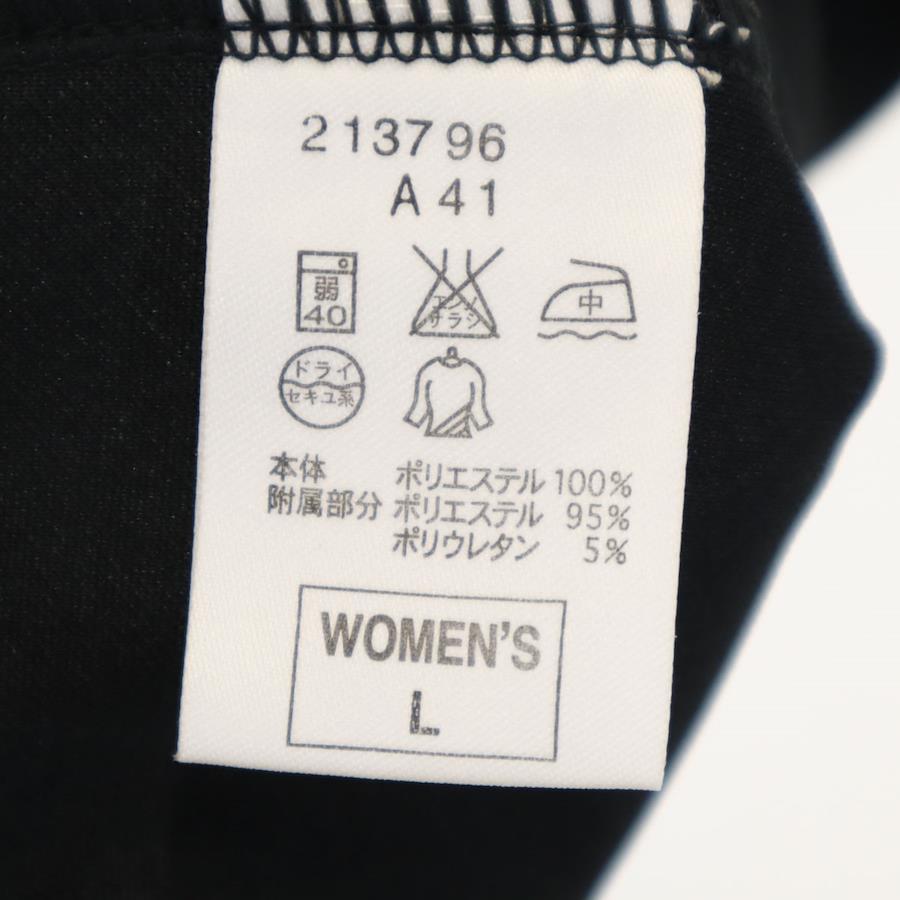 213796
A41
弱
40
エンソ
サラシ
中
ドライ
セキユ系
本体 ポリエステル 100%
附属部分 ポリエステル 95%
ポリウレタン 5%
WOMEN'S
L